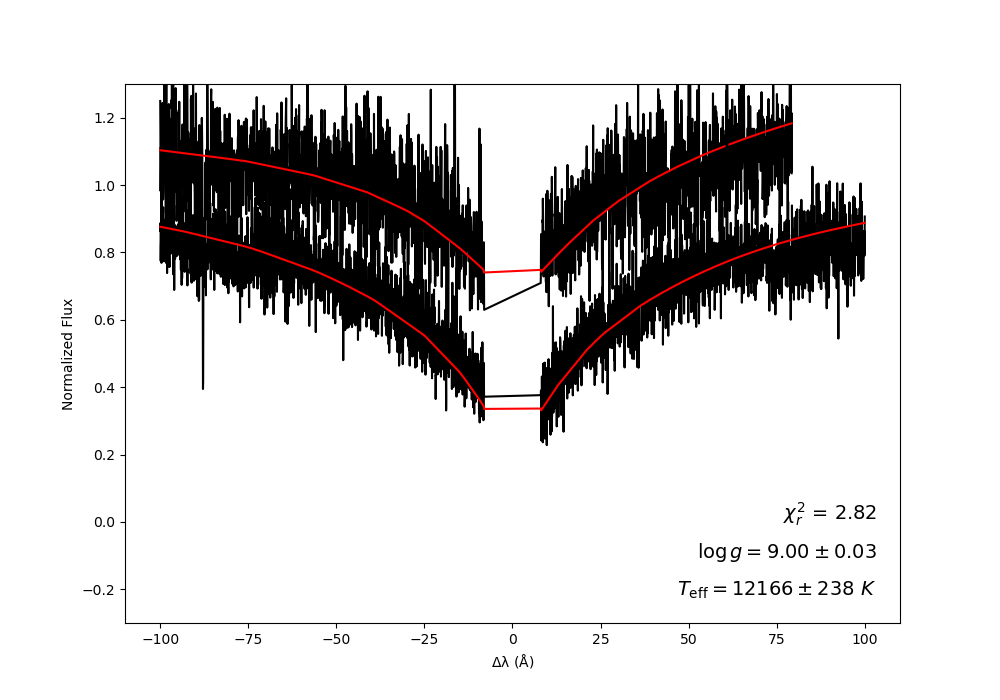 1.2
1.0
0.8
0.6
0.4
0.2
0.0
−0.2
Normalized Flux
χ²ᵣ = 2.82
log g = 9.00 ± 0.03
T_eff = 12166 ± 238 K
−100 −75 −50 −25 0 25 50 75 100
Δλ (Å)